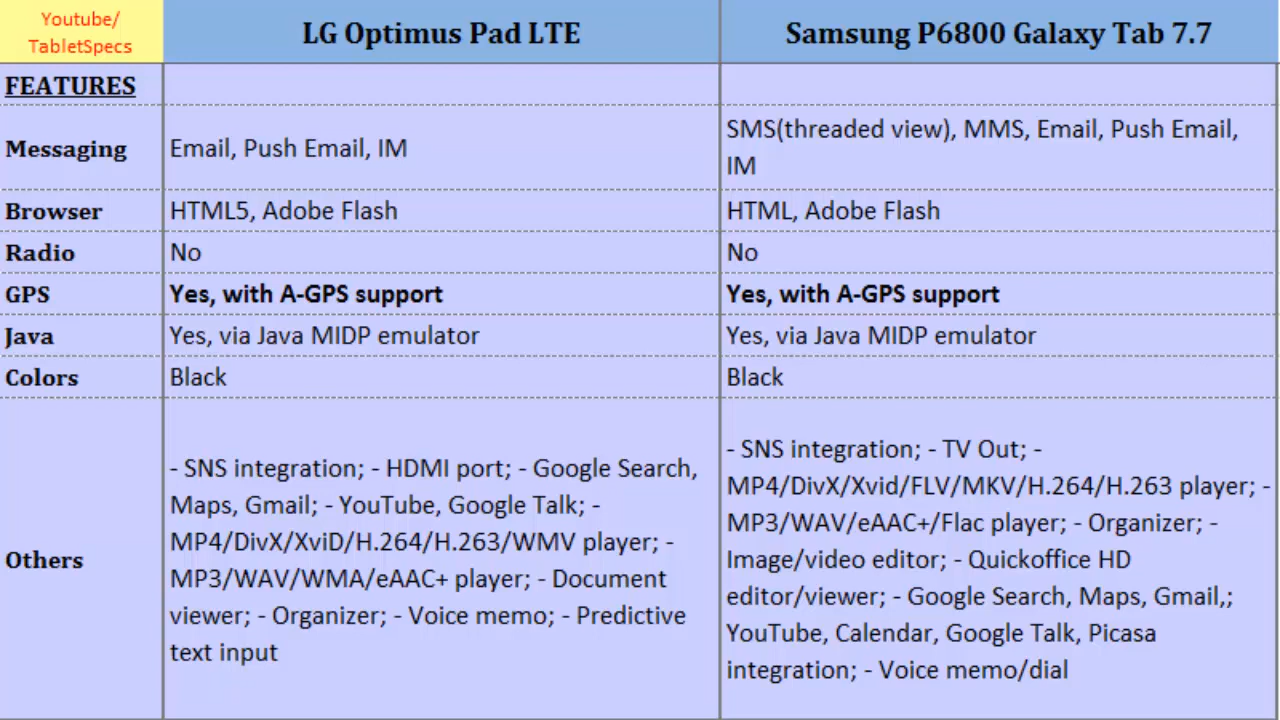 Youtube/
TabletSpecs
LG Optimus Pad LTE
Samsung P6800 Galaxy Tab 7.7
FEATURES
Messaging
Email, Push Email, IM
SMS(threaded view), MMS, Email, Push Email,
IM
Browser
HTML5, Adobe Flash
HTML, Adobe Flash
Radio
No
No
GPS
Yes, with A-GPS support
Yes, with A-GPS support
Java
Yes, via Java MIDP emulator
Yes, via Java MIDP emulator
Colors
Black
Black
Others
- SNS integration; - HDMI port; - Google Search,
Maps, Gmail; - YouTube, Google Talk; -
MP4/DivX/XviD/H.264/H.263/WMV player; -
MP3/WAV/WMA/eAAC+ player; - Document
viewer; - Organizer; - Voice memo; - Predictive
text input
- SNS integration; - TV Out; -
MP4/DivX/Xvid/FLV/MKV/H.264/H.263 player; -
MP3/WAV/eAAC+/Flac player; - Organizer; -
Image/video editor; - Quickoffice HD
editor/viewer; - Google Search, Maps, Gmail,;
YouTube, Calendar, Google Talk, Picasa
integration; - Voice memo/dial